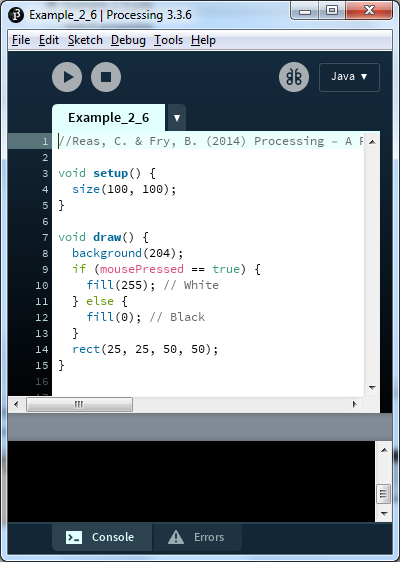 Example_2_6 | Processing 3.3.6
File Edit Sketch Debug Tools Help
Java ▾
Example_2_6 ▾
1 //Reas, C. & Fry, B. (2014) Processing – A
2
3 void setup() {
4   size(100, 100);
5 }
6
7 void draw() {
8   background(204);
9   if (mousePressed == true) {
10     fill(255); // White
11   } else {
12     fill(0); // Black
13   }
14   rect(25, 25, 50, 50);
15 }
16
Console Errors